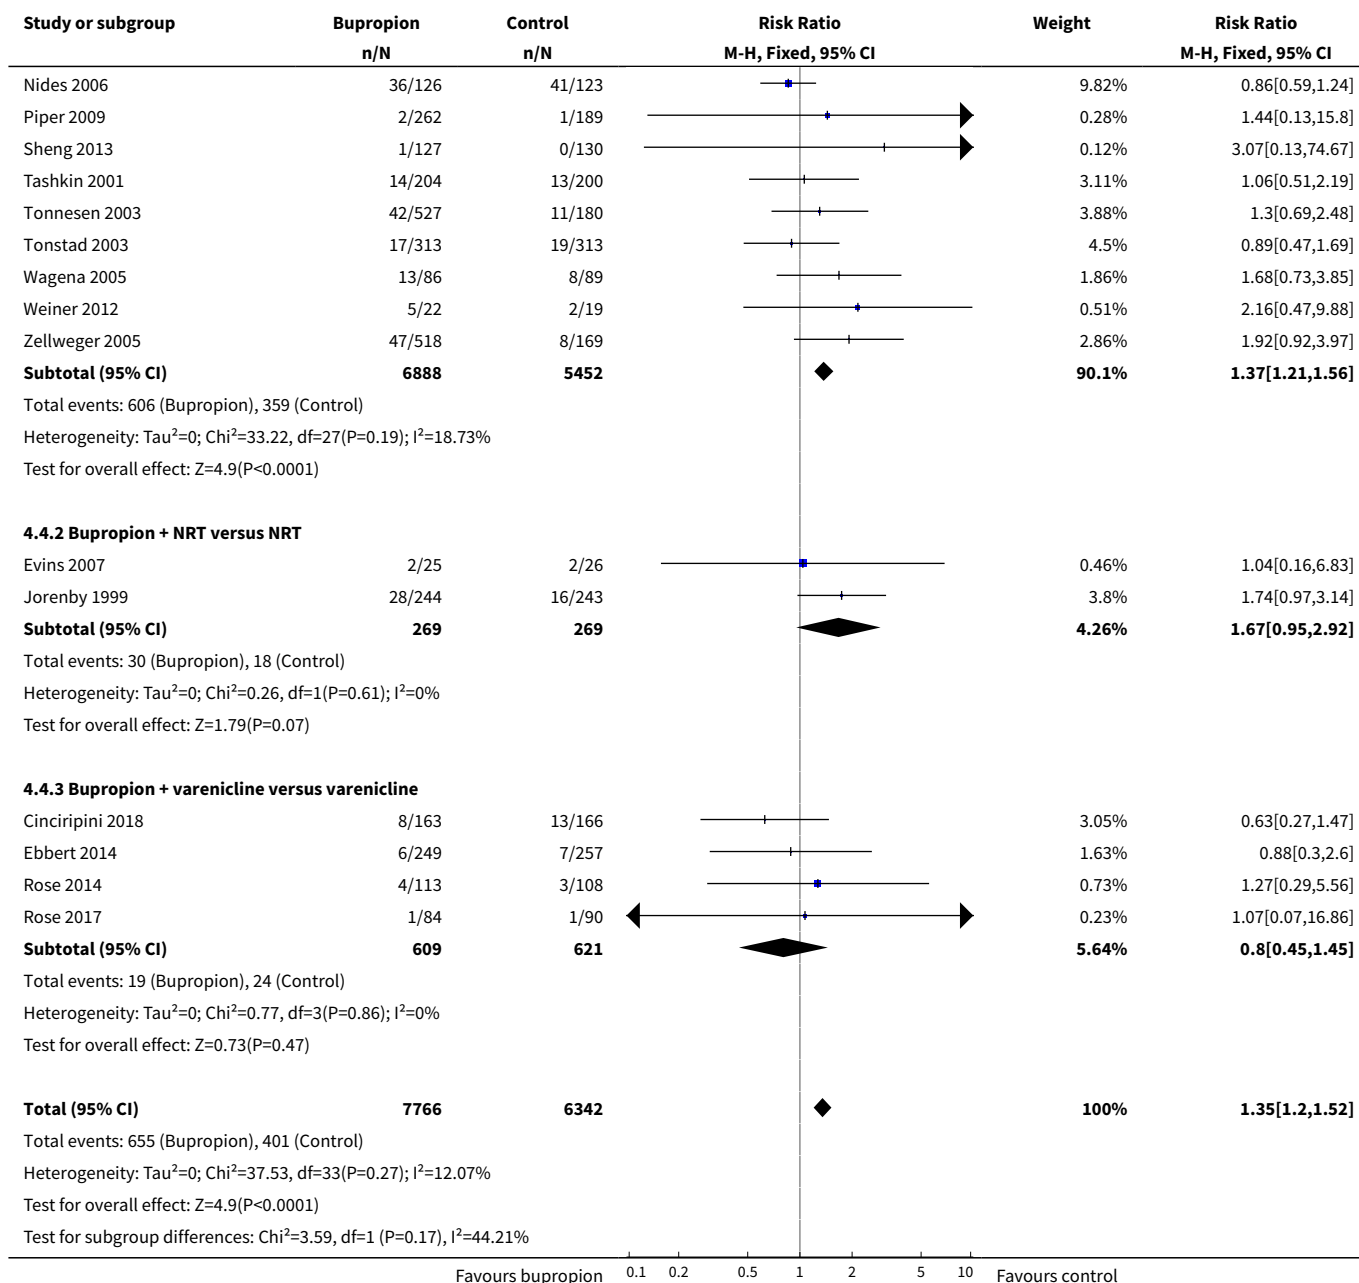 Study or subgroup Bupropion Control Risk Ratio Weight Risk Ratio
n/N n/N M-H, Fixed, 95% CI M-H, Fixed, 95% CI
Nides 2006 36/126 41/123 9.82% 0.86[0.59,1.24]
Piper 2009 2/262 1/189 0.28% 1.44[0.13,15.8]
Sheng 2013 1/127 0/130 0.12% 3.07[0.13,74.67]
Tashkin 2001 14/204 13/200 3.11% 1.06[0.51,2.19]
Tonnesen 2003 42/527 11/180 3.88% 1.3[0.69,2.48]
Tonstad 2003 17/313 19/313 4.5% 0.89[0.47,1.69]
Wagena 2005 13/86 8/89 1.86% 1.68[0.73,3.85]
Weiner 2012 5/22 2/19 0.51% 2.16[0.47,9.88]
Zellweger 2005 47/518 8/169 2.86% 1.92[0.92,3.97]
Subtotal (95% CI) 6888 5452 90.1% 1.37[1.21,1.56]
Total events: 606 (Bupropion), 359 (Control)
Heterogeneity: Tau²=0; Chi²=33.22, df=27(P=0.19); I²=18.73%
Test for overall effect: Z=4.9(P<0.0001)
4.4.2 Bupropion + NRT versus NRT
Evins 2007 2/25 2/26 0.46% 1.04[0.16,6.83]
Jorenby 1999 28/244 16/243 3.8% 1.74[0.97,3.14]
Subtotal (95% CI) 269 269 4.26% 1.67[0.95,2.92]
Total events: 30 (Bupropion), 18 (Control)
Heterogeneity: Tau²=0; Chi²=0.26, df=1(P=0.61); I²=0%
Test for overall effect: Z=1.79(P=0.07)
4.4.3 Bupropion + varenicline versus varenicline
Cinciripini 2018 8/163 13/166 3.05% 0.63[0.27,1.47]
Ebbert 2014 6/249 7/257 1.63% 0.88[0.3,2.6]
Rose 2014 4/113 3/108 0.73% 1.27[0.29,5.56]
Rose 2017 1/84 1/90 0.23% 1.07[0.07,16.86]
Subtotal (95% CI) 609 621 5.64% 0.8[0.45,1.45]
Total events: 19 (Bupropion), 24 (Control)
Heterogeneity: Tau²=0; Chi²=0.77, df=3(P=0.86); I²=0%
Test for overall effect: Z=0.73(P=0.47)
Total (95% CI) 7766 6342 100% 1.35[1.2,1.52]
Total events: 655 (Bupropion), 401 (Control)
Heterogeneity: Tau²=0; Chi²=37.53, df=33(P=0.27); I²=12.07%
Test for overall effect: Z=4.9(P<0.0001)
Test for subgroup differences: Chi²=3.59, df=1 (P=0.17), I²=44.21%
Favours bupropion 0.1 0.2 0.5 1 2 5 10 Favours control